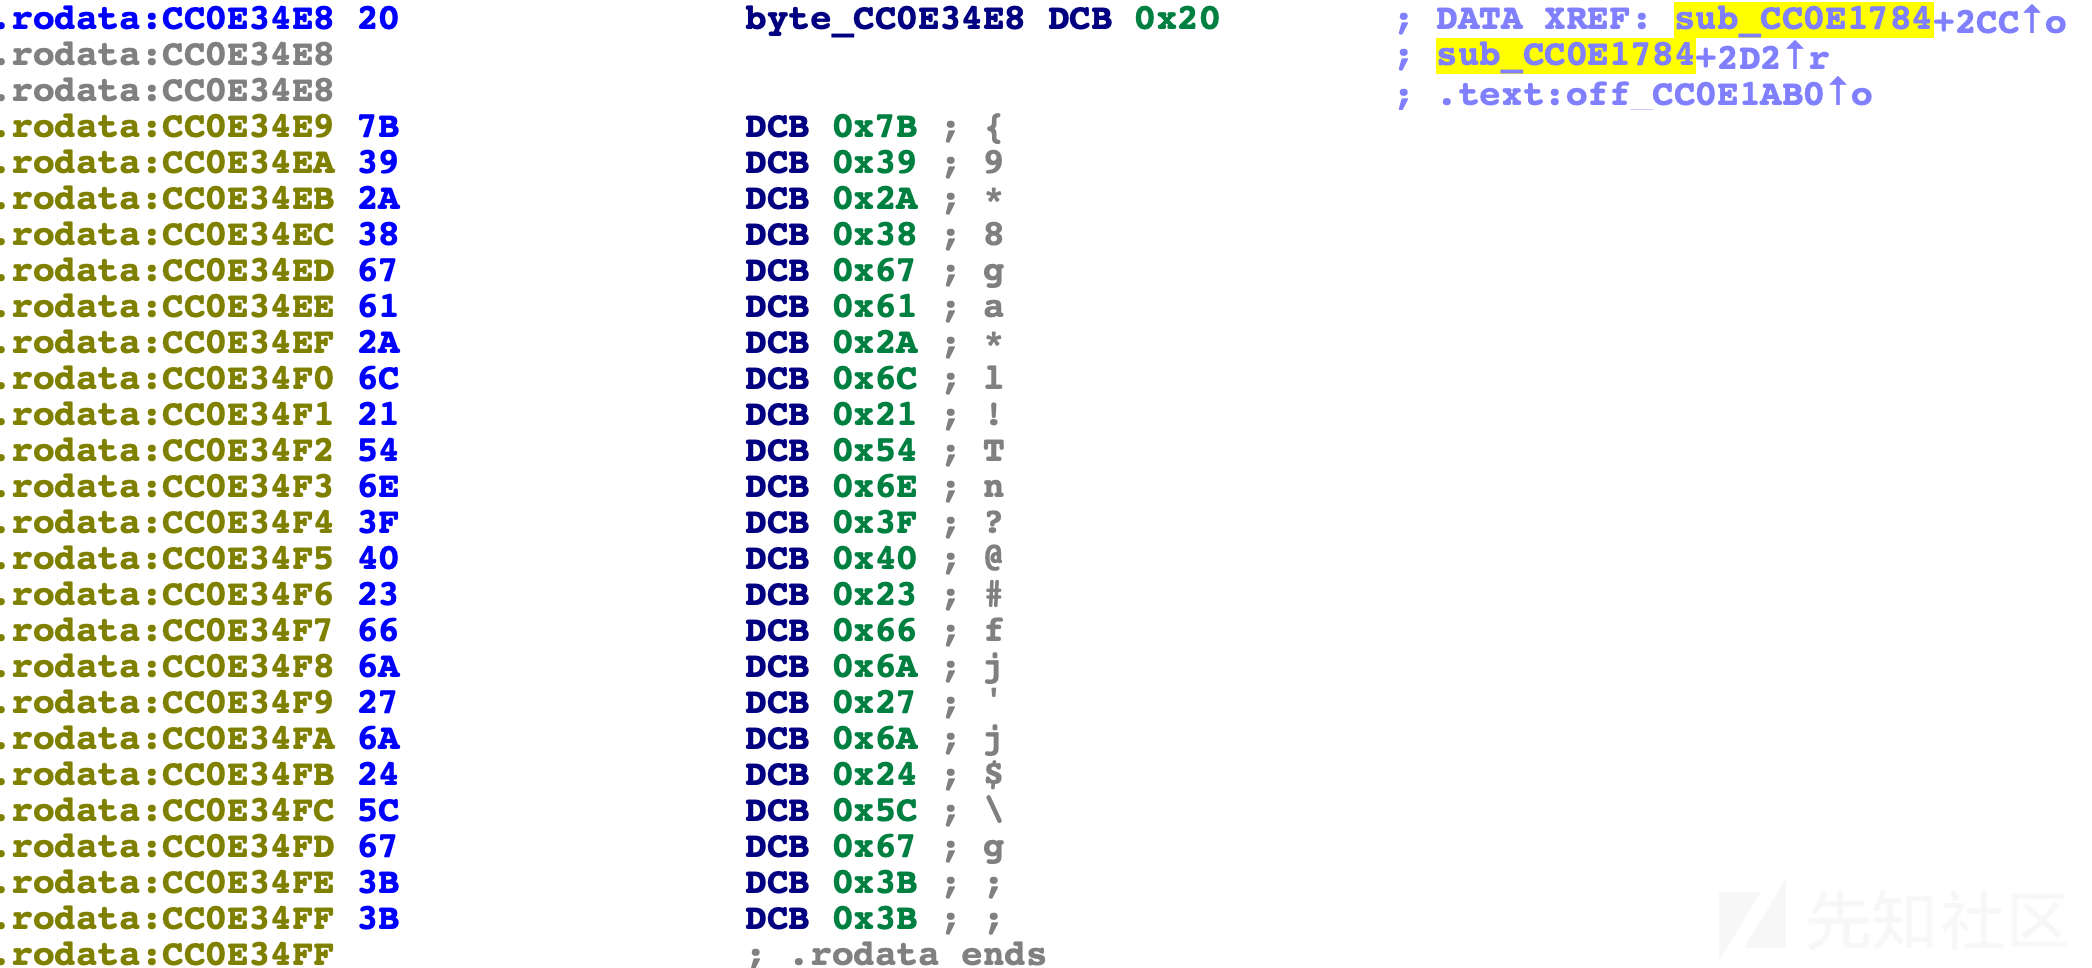 .rodata:CC0E34E8 20 byte_CC0E34E8 DCB 0x20 ; DATA XREF: sub_CC0E1784+2CC↑o
.rodata:CC0E34E8 ; sub_CC0E1784+2D2↑r
.rodata:CC0E34E8 ; .text:off_CC0E1AB0↑o
.rodata:CC0E34E9 7B DCB 0x7B ; {
.rodata:CC0E34EA 39 DCB 0x39 ; 9
.rodata:CC0E34EB 2A DCB 0x2A ; *
.rodata:CC0E34EC 38 DCB 0x38 ; 8
.rodata:CC0E34ED 67 DCB 0x67 ; g
.rodata:CC0E34EE 61 DCB 0x61 ; a
.rodata:CC0E34EF 2A DCB 0x2A ; *
.rodata:CC0E34F0 6C DCB 0x6C ; l
.rodata:CC0E34F1 21 DCB 0x21 ; !
.rodata:CC0E34F2 54 DCB 0x54 ; T
.rodata:CC0E34F3 6E DCB 0x6E ; n
.rodata:CC0E34F4 3F DCB 0x3F ; ?
.rodata:CC0E34F5 40 DCB 0x40 ; @
.rodata:CC0E34F6 23 DCB 0x23 ; #
.rodata:CC0E34F7 66 DCB 0x66 ; f
.rodata:CC0E34F8 6A DCB 0x6A ; j
.rodata:CC0E34F9 27 DCB 0x27 ; '
.rodata:CC0E34FA 6A DCB 0x6A ; j
.rodata:CC0E34FB 24 DCB 0x24 ; $
.rodata:CC0E34FC 5C DCB 0x5C ; \
.rodata:CC0E34FD 67 DCB 0x67 ; g
.rodata:CC0E34FE 3B DCB 0x3B ; ;
.rodata:CC0E34FF 3B DCB 0x3B ; ;
.rodata:CC0E34FF ; .rodata ends
先知社区